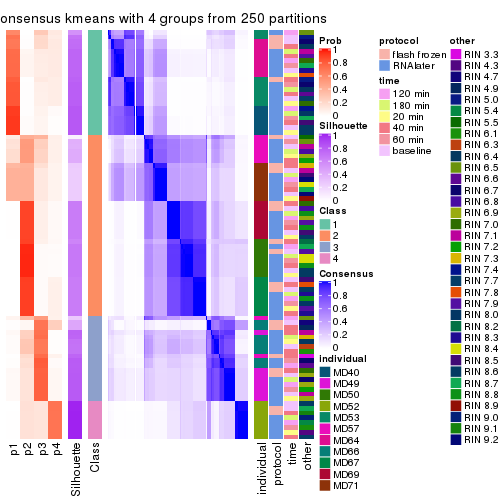 onsensus kmeans with 4 groups from 250 partitions
p1
p2
p3
p4
Silhouette
Class
individual
protocol
time
other
Prob
1
0.8
0.6
0.4
0.2
0
Silhouette
1
0.8
0.6
0.4
0.2
0
Class
1
2
3
4
Consensus
1
0.8
0.6
0.4
0.2
0
individual
MD40
MD49
MD50
MD52
MD53
MD57
MD64
MD66
MD67
MD69
MD71
protocol
flash frozen
RNAlater
time
120 min
180 min
20 min
40 min
60 min
baseline
other
RIN 3.3
RIN 4.3
RIN 4.7
RIN 4.9
RIN 5.0
RIN 5.4
RIN 5.5
RIN 6.1
RIN 6.3
RIN 6.4
RIN 6.5
RIN 6.6
RIN 6.7
RIN 6.8
RIN 6.9
RIN 7.0
RIN 7.1
RIN 7.2
RIN 7.3
RIN 7.4
RIN 7.7
RIN 7.8
RIN 7.9
RIN 8.0
RIN 8.2
RIN 8.3
RIN 8.4
RIN 8.5
RIN 8.6
RIN 8.7
RIN 8.8
RIN 8.9
RIN 9.0
RIN 9.1
RIN 9.2